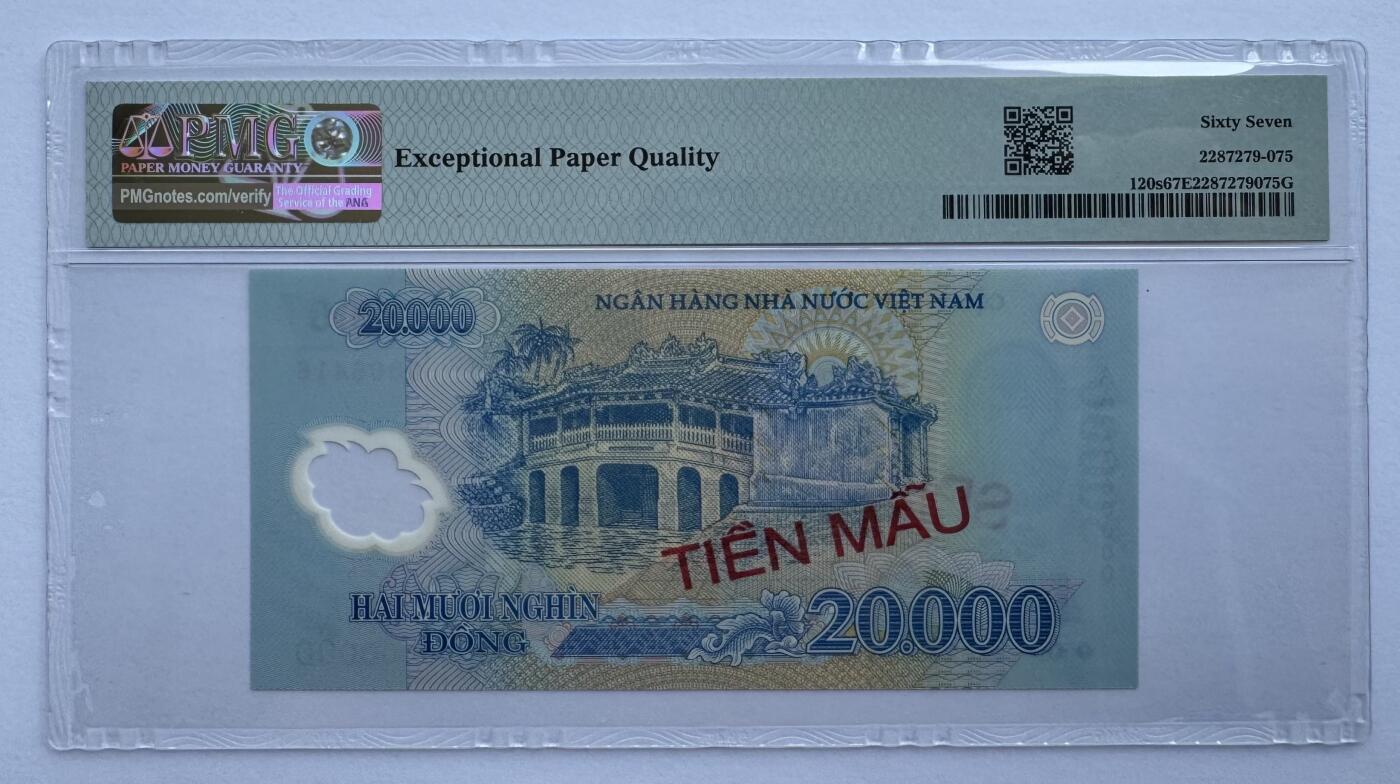 PMG
PAPER MONEY GUARANTY
PMGnotes.com/verify
The Official Grading
Service of the ANA
Exceptional Paper Quality
Sixty Seven
2287279-075
120s67E2287279075G
20.000
NGÂN HÀNG NHÀ NƯỚC VIỆT NAM
TIỀN MẪU
HAI MƯƠI NGHÌN
ĐỒNG
20.000